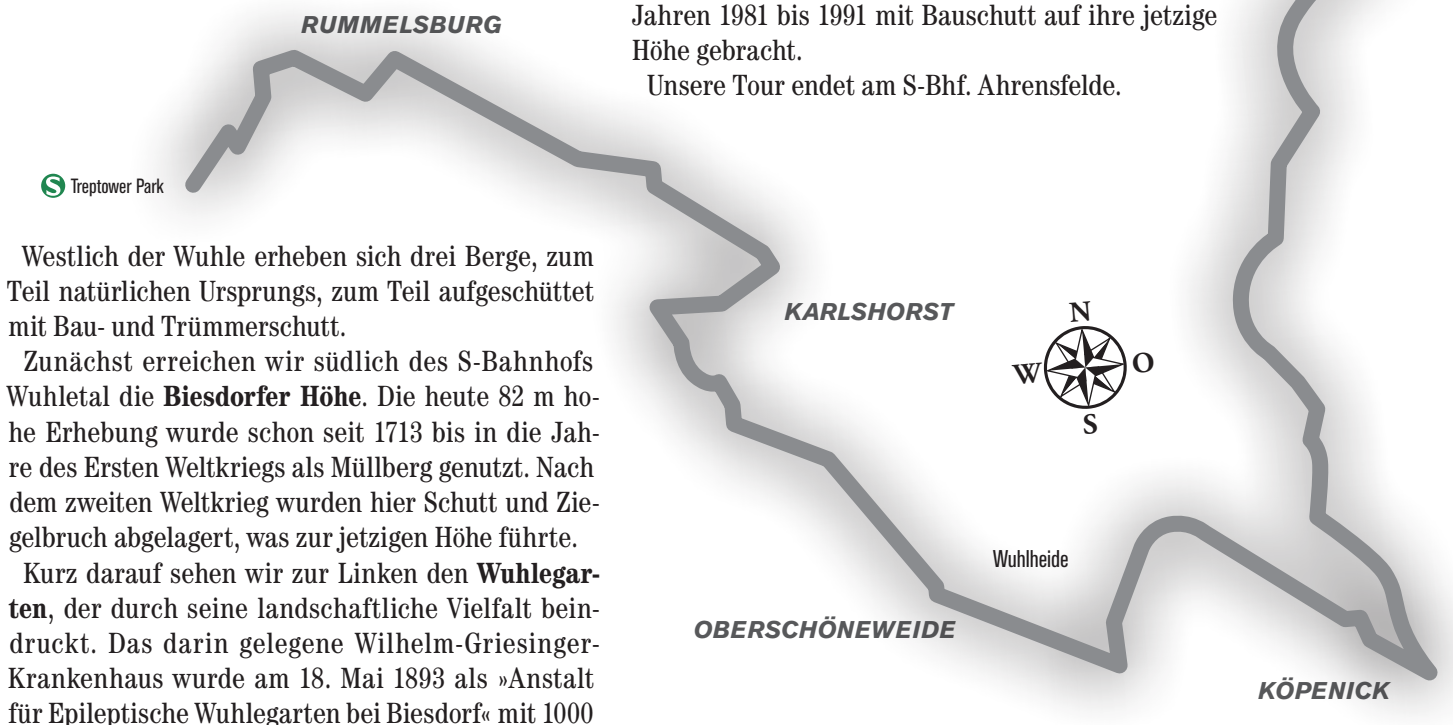 RUMMELSBURG
Jahren 1981 bis 1991 mit Bauschutt auf ihre jetzige
Höhe gebracht.
Unsere Tour endet am S-Bhf. Ahrensfelde.
S Treptower Park
Westlich der Wuhle erheben sich drei Berge, zum
Teil natürlichen Ursprungs, zum Teil aufgeschüttet
mit Bau- und Trümmerschutt.
Zunächst erreichen wir südlich des S-Bahnhofs
Wuhletal die Biesdorfer Höhe. Die heute 82 m ho-
he Erhebung wurde schon seit 1713 bis in die Jah-
re des Ersten Weltkriegs als Müllberg genutzt. Nach
dem zweiten Weltkrieg wurden hier Schutt und Zie-
gelbruch abgelagert, was zur jetzigen Höhe führte.
Kurz darauf sehen wir zur Linken den Wuhlegar-
ten, der durch seine landschaftliche Vielfalt bein-
druckt. Das darin gelegene Wilhelm-Griesinger-
Krankenhaus wurde am 18. Mai 1893 als »Anstalt
für Epileptische Wuhlegarten bei Biesdorf« mit 1000
KARLSHORST
N
W
O
S
Wuhlheide
OBERSCHÖNEWEIDE
KÖPENICK